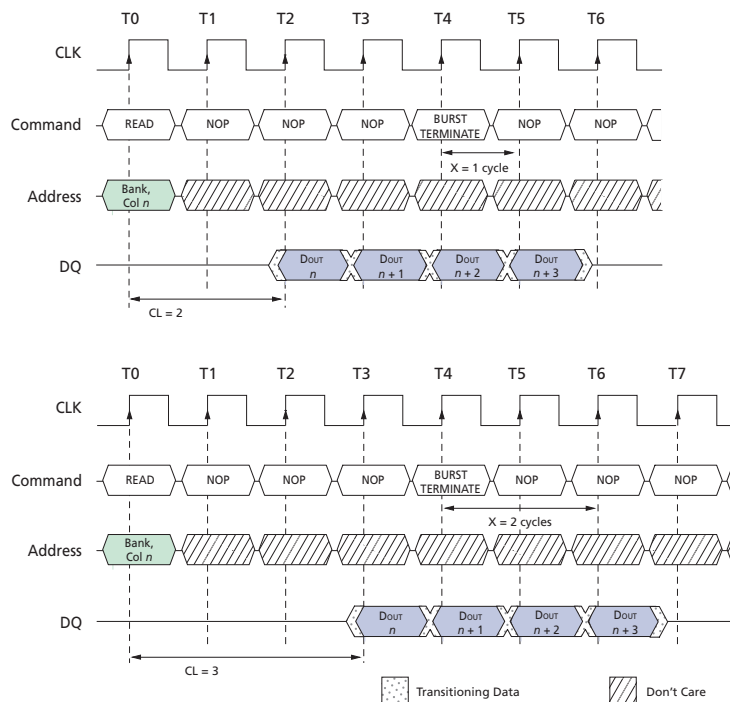 T0 T1 T2 T3 T4 T5 T6
CLK
Command READ NOP NOP NOP BURST TERMINATE NOP NOP
X = 1 cycle
Address Bank, Col n
DQ DOUT n DOUT n + 1 DOUT n + 2 DOUT n + 3
CL = 2
T0 T1 T2 T3 T4 T5 T6 T7
CLK
Command READ NOP NOP NOP BURST TERMINATE NOP NOP NOP
X = 2 cycles
Address Bank, Col n
DQ DOUT n DOUT n + 1 DOUT n + 2 DOUT n + 3
CL = 3
Transitioning Data Don't Care